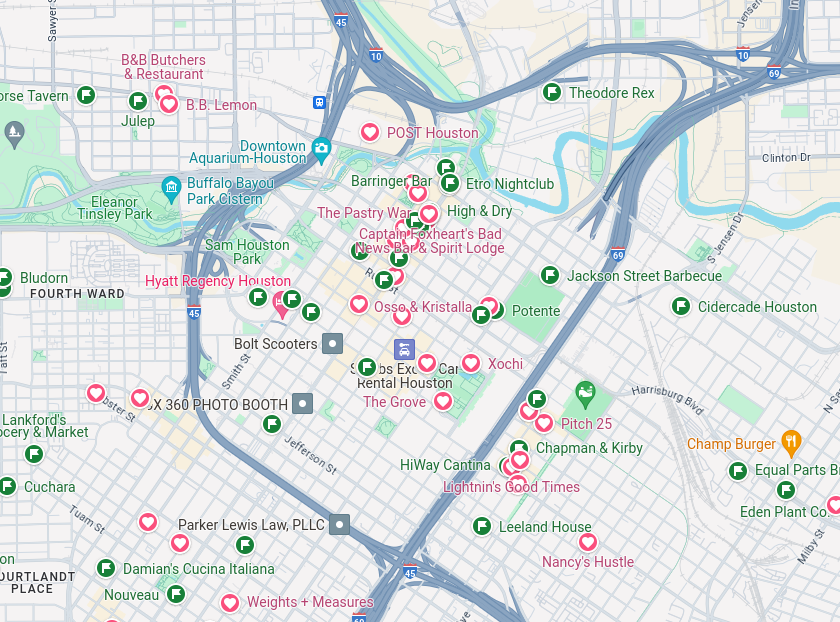 Sawyer S
45
10
Jensen
10
69
B&B Butchers
& Restaurant
orse Tavern
Julep
B.B. Lemon
Theodore Rex
POST Houston
Downtown
Aquarium-Houston
Clinton Dr
Barringer Bar
Etro Nightclub
Buffalo Bayou
Park Cistern
Eleanor
Tinsley Park
The Pastry War
High & Dry
Captain Foxheart's Bad
News Bar & Spirit Lodge
Sam Houston
Park
S Jensen Dr
69
Bludorn
FOURTH WARD
Hyatt Regency Houston
Jackson Street Barbecue
Osso & Kristalla
Potente
Cidercade Houston
45
Bolt Scooters
Taft St
Smith St
Car
Rental Houston
Xochi
The Grove
Harrisburg Blvd
OX 360 PHOTO BOOTH
bster St
Lankford's
ocery & Market
Pitch 25
Jefferson St
Chapman & Kirby
Champ Burger
HiWay Cantina
Equal Parts B
Cuchara
Lightnin's Good Times
Eden Plant Co.
Tuam St
Parker Lewis Law, PLLC
Leeland House
Milby St
Nancy's Hustle
on
OURTLANDT
PLACE
Damian's Cucina Italiana
45
Nouveau
Weights + Measures
69